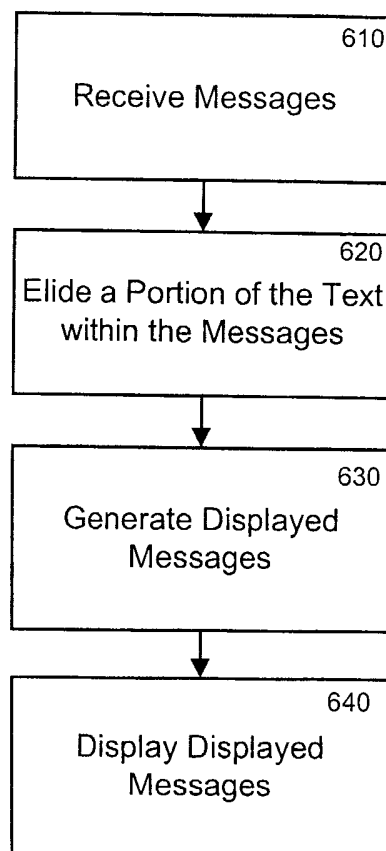 610
Receive Messages
620
Elide a Portion of the Text
within the Messages
630
Generate Displayed
Messages
640
Display Displayed
Messages